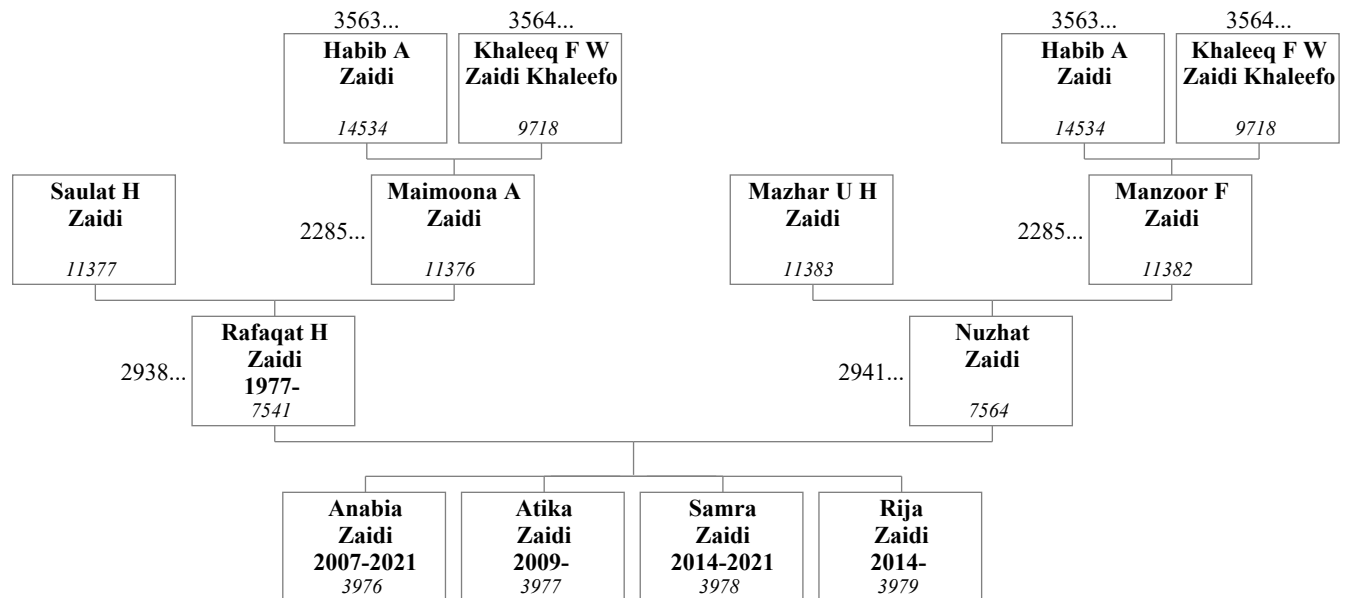 3563...
3564...
3563...
3564...
Habib A
Zaidi
14534
Khaleeq F W
Zaidi Khaleefo
9718
Habib A
Zaidi
14534
Khaleeq F W
Zaidi Khaleefo
9718
Saulat H
Zaidi
11377
2285...
Maimoona A
Zaidi
11376
Mazhar U H
Zaidi
11383
2285...
Manzoor F
Zaidi
11382
2938...
Rafaqat H
Zaidi
1977-
7541
2941...
Nuzhat
Zaidi
7564
Anabia
Zaidi
2007-2021
3976
Atika
Zaidi
2009-
3977
Samra
Zaidi
2014-2021
3978
Rija
Zaidi
2014-
3979